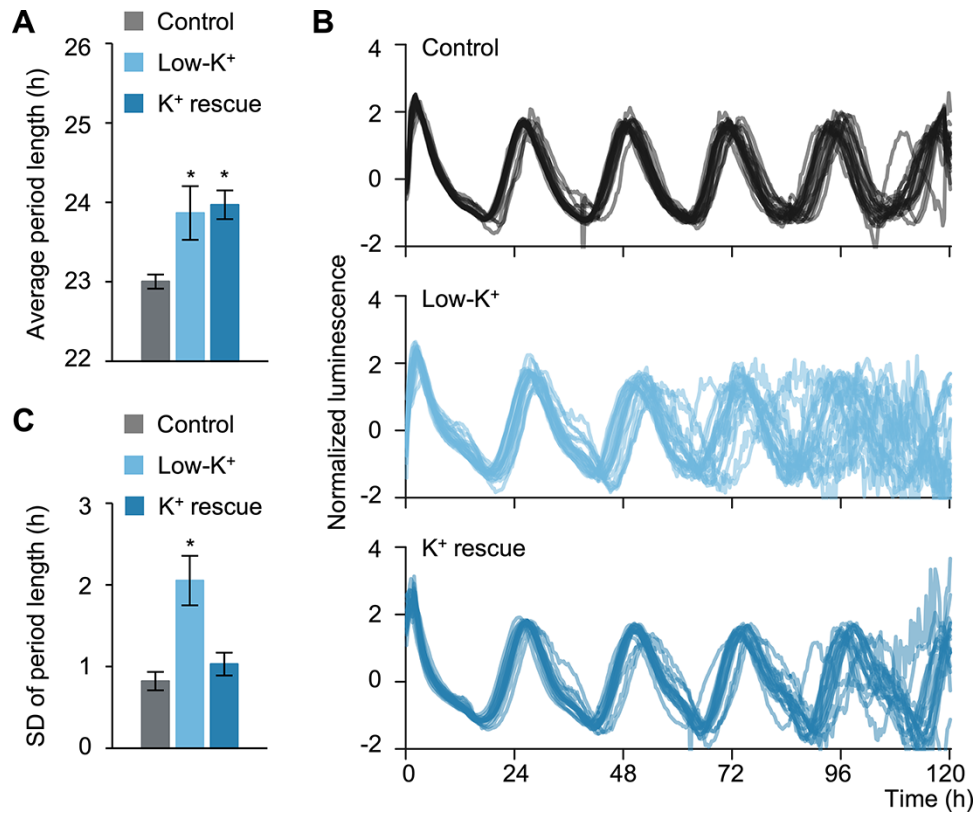 A
Control
Low-K⁺
K⁺ rescue
Average period length (h)
26
25
24
23
22
* *
C
Control
Low-K⁺
K⁺ rescue
SD of period length (h)
3
2
1
0
*
B
Normalized luminescence
Control
4
2
0
-2
Low-K⁺
4
2
0
-2
K⁺ rescue
4
2
0
-2
0 24 48 72 96 120
Time (h)